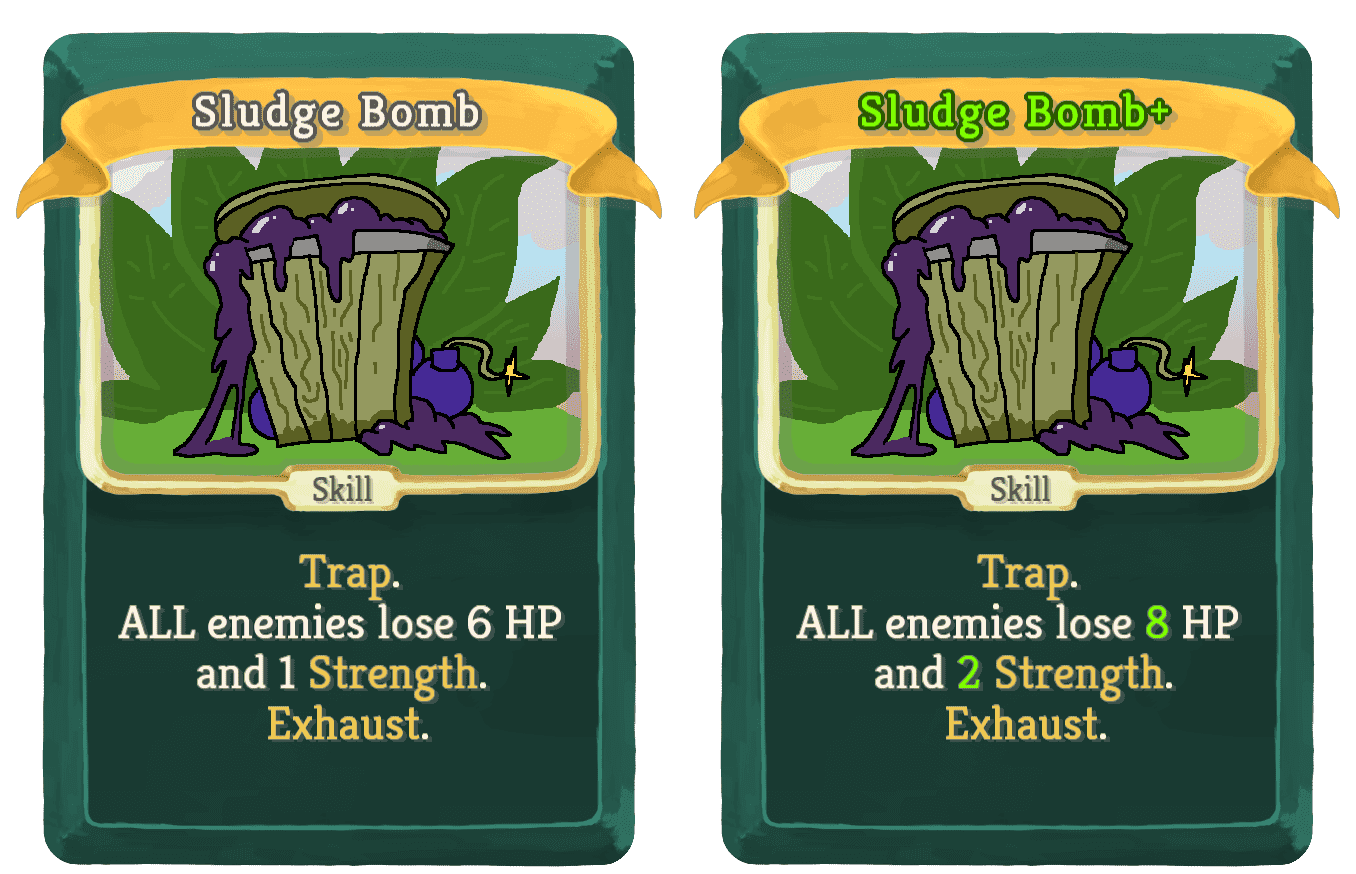 Sludge Bomb
Skill
Trap.
ALL enemies lose 6 HP
and 1 Strength.
Exhaust.
Sludge Bomb+
Skill
Trap.
ALL enemies lose 8 HP
and 2 Strength.
Exhaust.